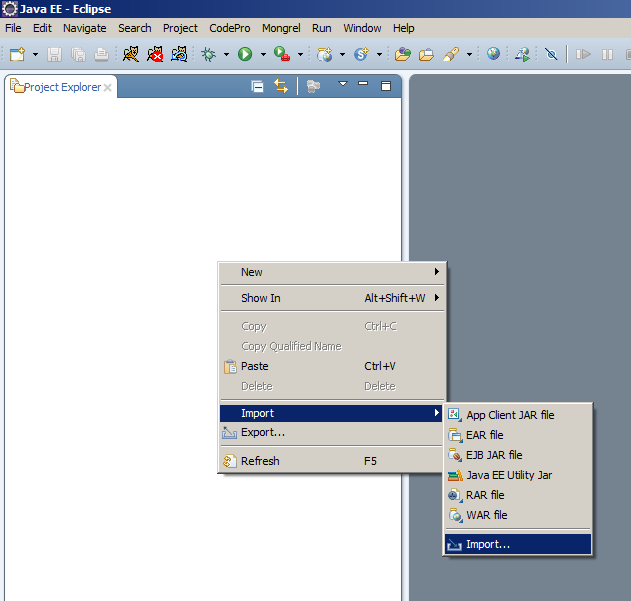 Java EE - Eclipse
File Edit Navigate Search Project CodePro Mongrel Run Window Help
Project Explorer
New
Show In Alt+Shift+W
Copy Ctrl+C
Copy Qualified Name
Paste Ctrl+V
Delete Delete
Import
Export...
Refresh F5
App Client JAR file
EAR file
EJB JAR file
Java EE Utility Jar
RAR file
WAR file
Import...